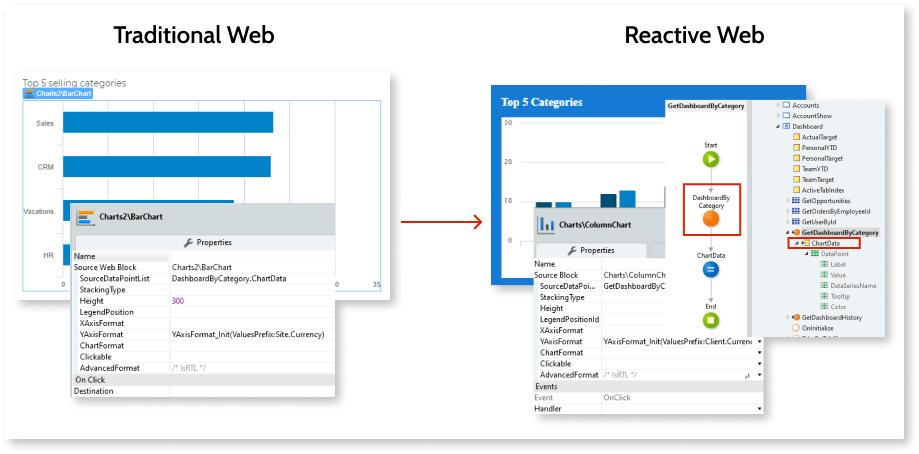 Traditional Web
Reactive Web
Top 5 selling categories
Charts2\BarChart
Sales
CRM
Vacations
HR
0
35
Charts2\BarChart
Properties
Name
Source Web Block Charts2\BarChart
SourceDataPointList DashboardByCategory.ChartData
StackingType
Height 300
LegendPosition
XAxisFormat
YAxisFormat YAxisFormat_Init(ValuesPrefix:Site.Currency)
ChartFormat
Clickable
AdvancedFormat /* IsRTL */
On Click
Destination
Top 5 Categories
30
20
10
0
Charts\ColumnChart
Properties
Name
Source Block Charts\ColumnCh
SourceDataPoi... GetDashboardByC
StackingType
Height
LegendPositionId
XAxisFormat
YAxisFormat YAxisFormat_Init(ValuesPrefix:Client.Currenc
ChartFormat
Clickable
AdvancedFormat /* IsRTL */
Events
Event OnClick
Handler
GetDashboardByCategory
Start
DashboardBy
Category
ChartData
End
Accounts
AccountShow
Dashboard
ActualTarget
PersonalYTD
PersonalTarget
TeamYTD
TeamTarget
ActiveTabIndex
GetOpportunities
GetOrdersByEmployeeId
GetUserById
GetDashboardByCategory
ChartData
DataPoint
Label
Value
DataSeriesName
Tooltip
Color
GetDashboardHistory
OnInitialize